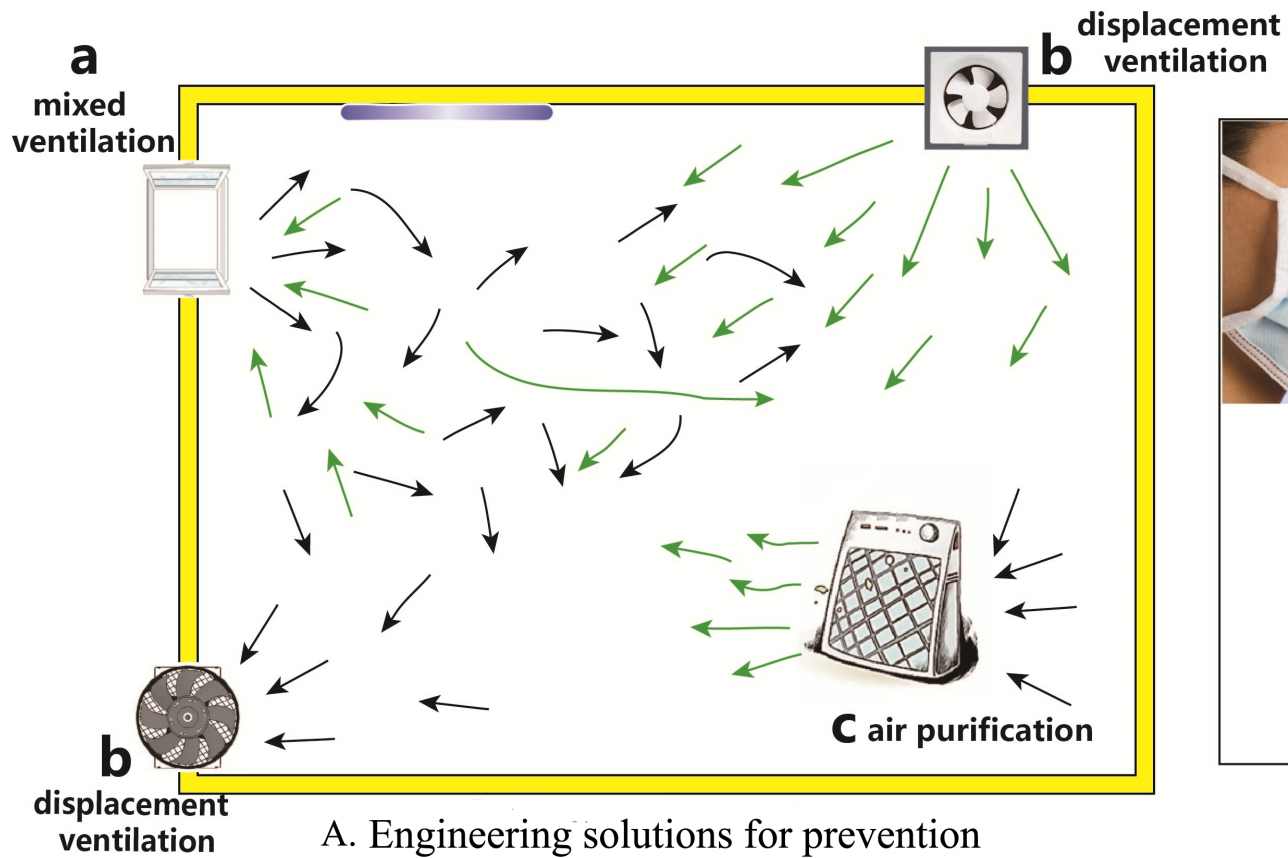 a
mixed
ventilation
b
displacement
ventilation
c air purification
b
displacement
ventilation
A. Engineering solutions for prevention